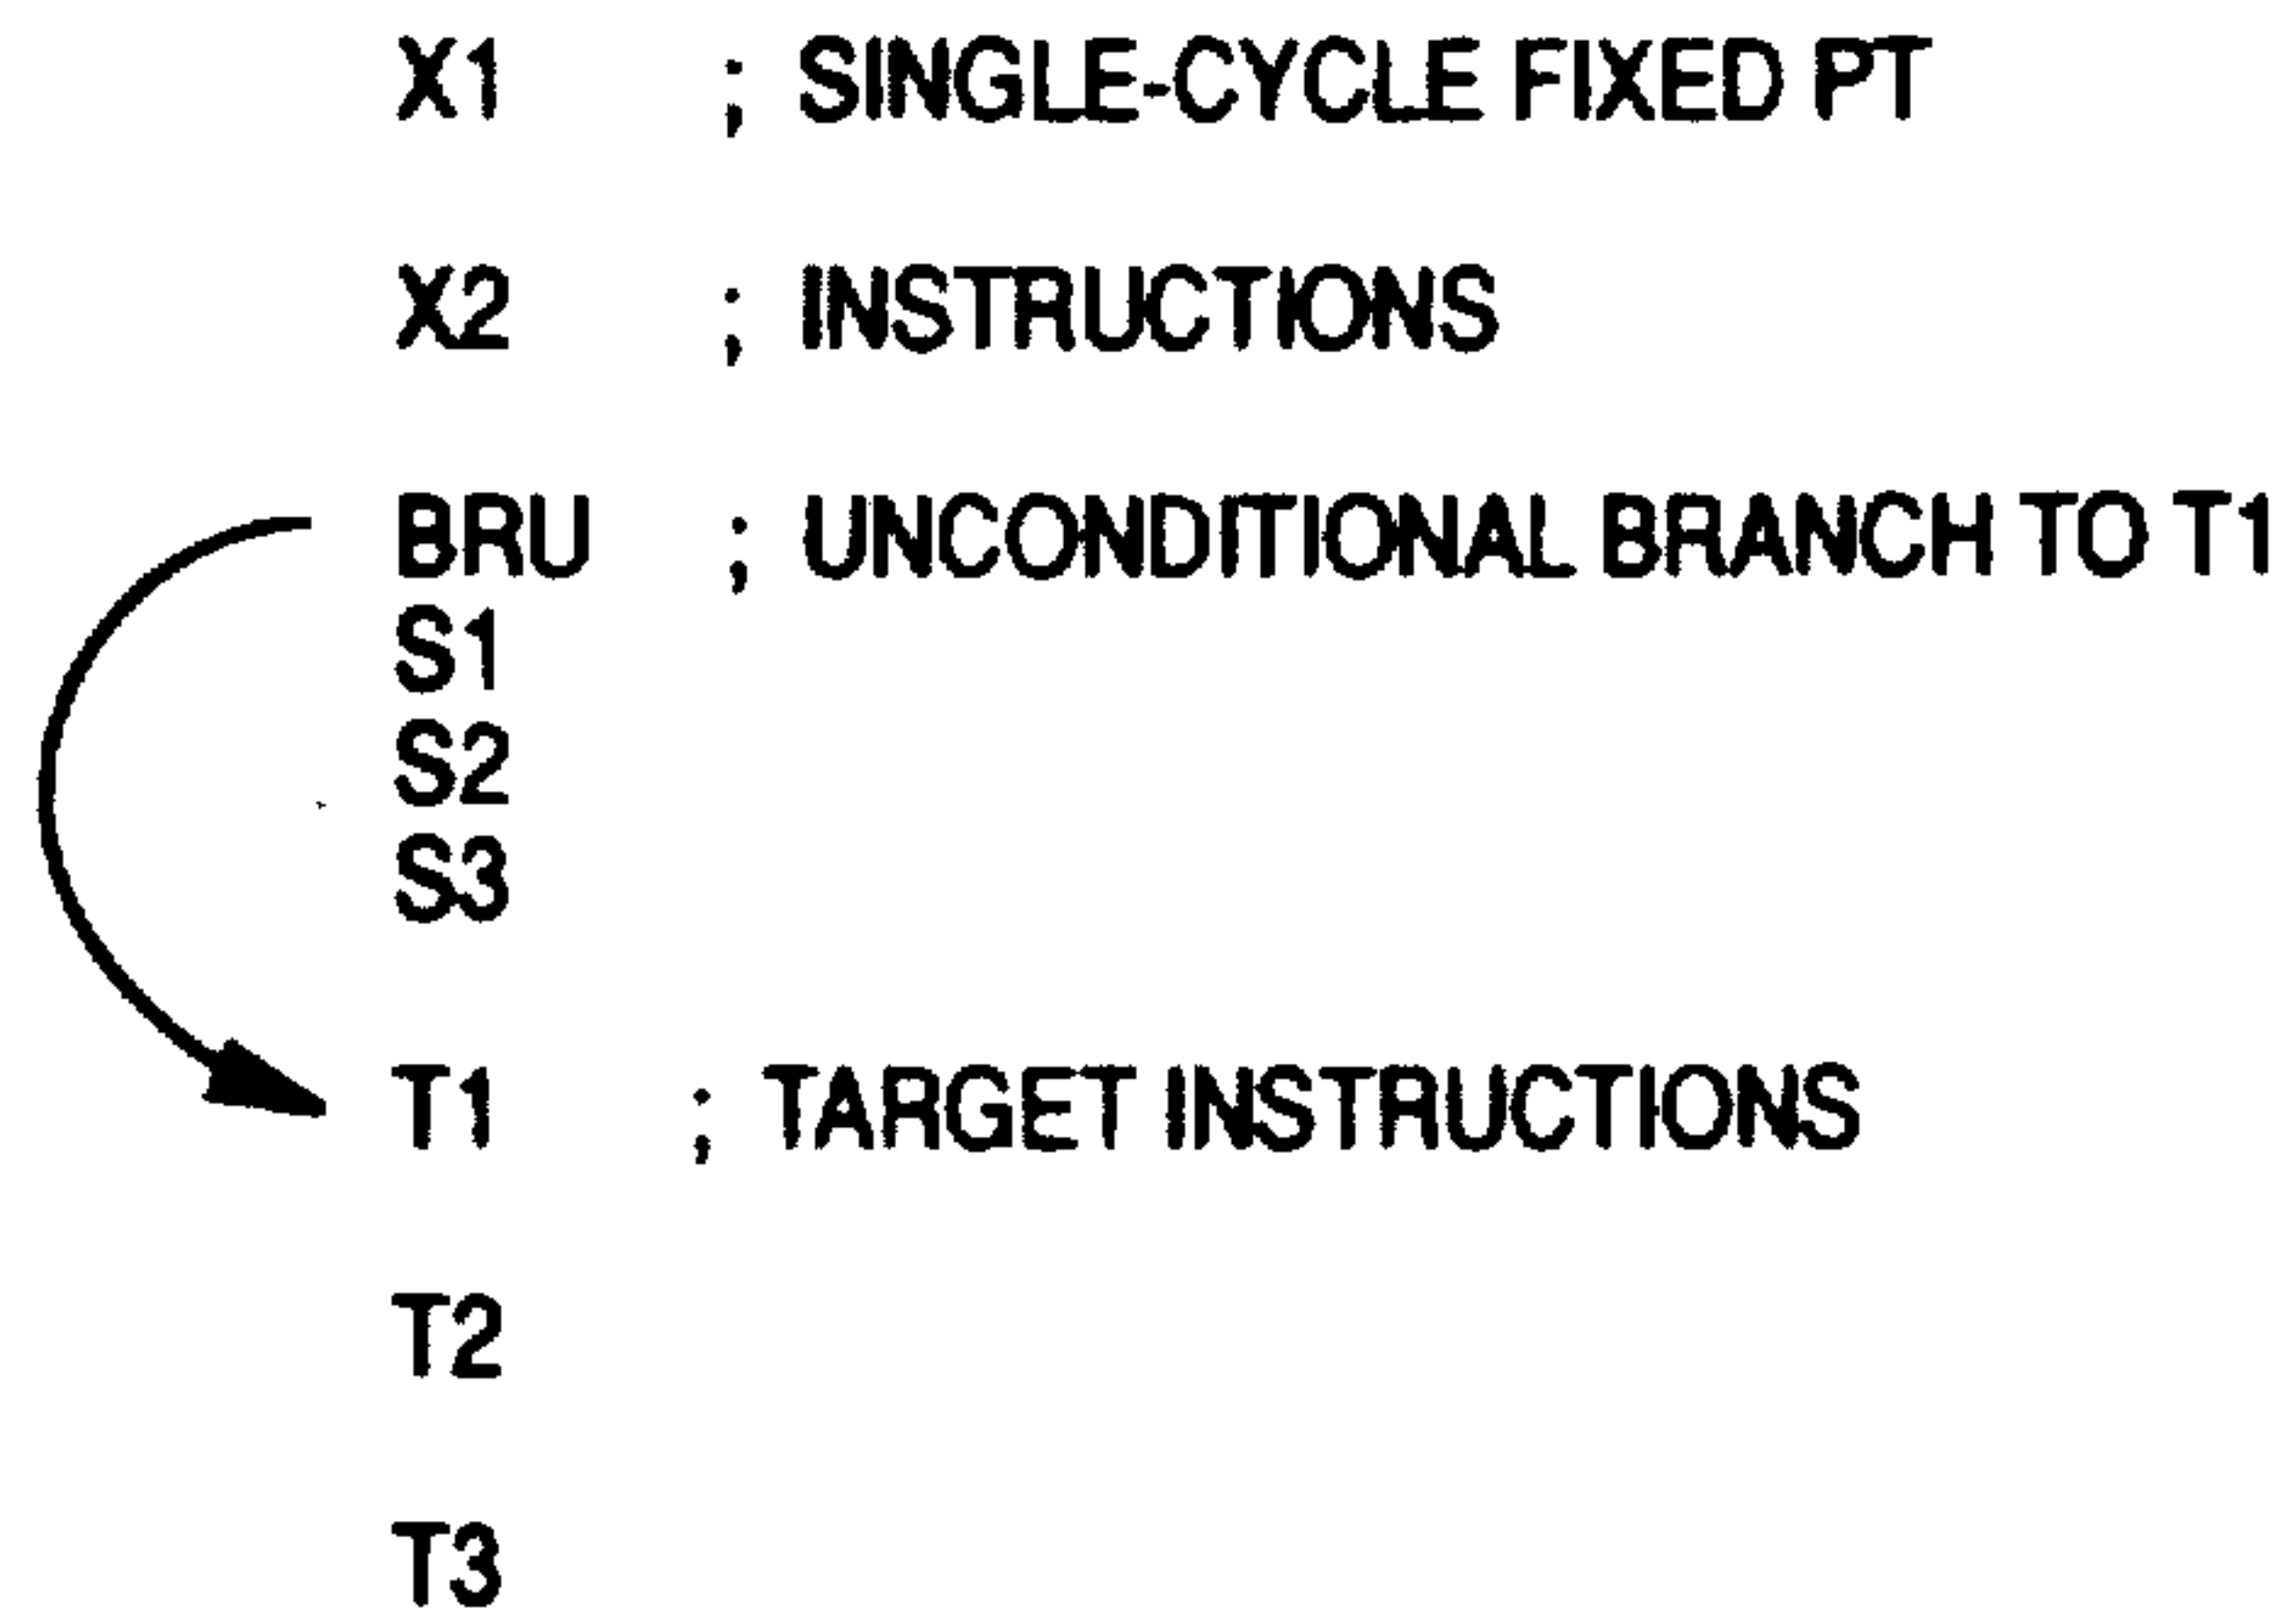 X1 ; SINGLE-CYCLE FIXED PT
X2 ; INSTRUCTIONS
BRU ; UNCONDITIONAL BRANCH TO T1
S1
S2
S3
T1 ; TARGET INSTRUCTIONS
T2
T3